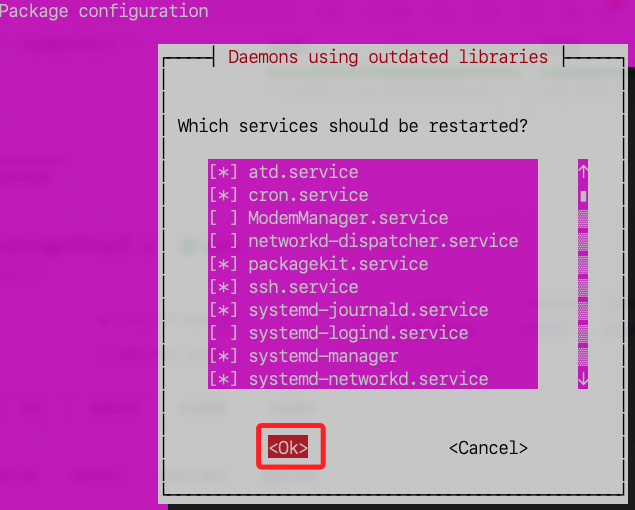 Package configuration
Daemons using outdated libraries
Which services should be restarted?
[*] atd.service
[*] cron.service
[ ] ModemManager.service
[ ] networkd-dispatcher.service
[*] packagekit.service
[*] ssh.service
[*] systemd-journald.service
[ ] systemd-logind.service
[*] systemd-manager
[*] systemd-networkd.service
<Ok> <Cancel>